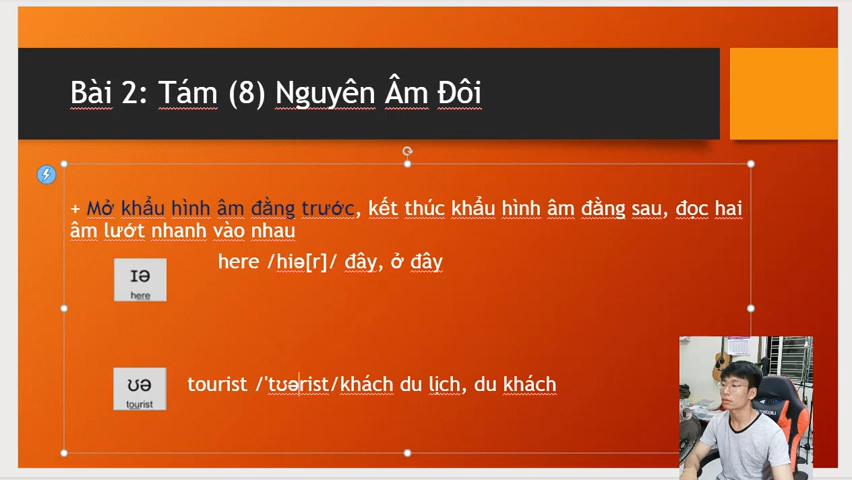 Bài 2: Tám (8) Nguyên Âm Đôi
+ Mở khẩu hình âm đằng trước, kết thúc khẩu hình âm đằng sau, đọc hai
âm lướt nhanh vào nhau
here /hiə[r]/ đây, ở đây
ɪə
here
ʊə
tourist
tourist /'tʊərist/khách du lịch, du khách